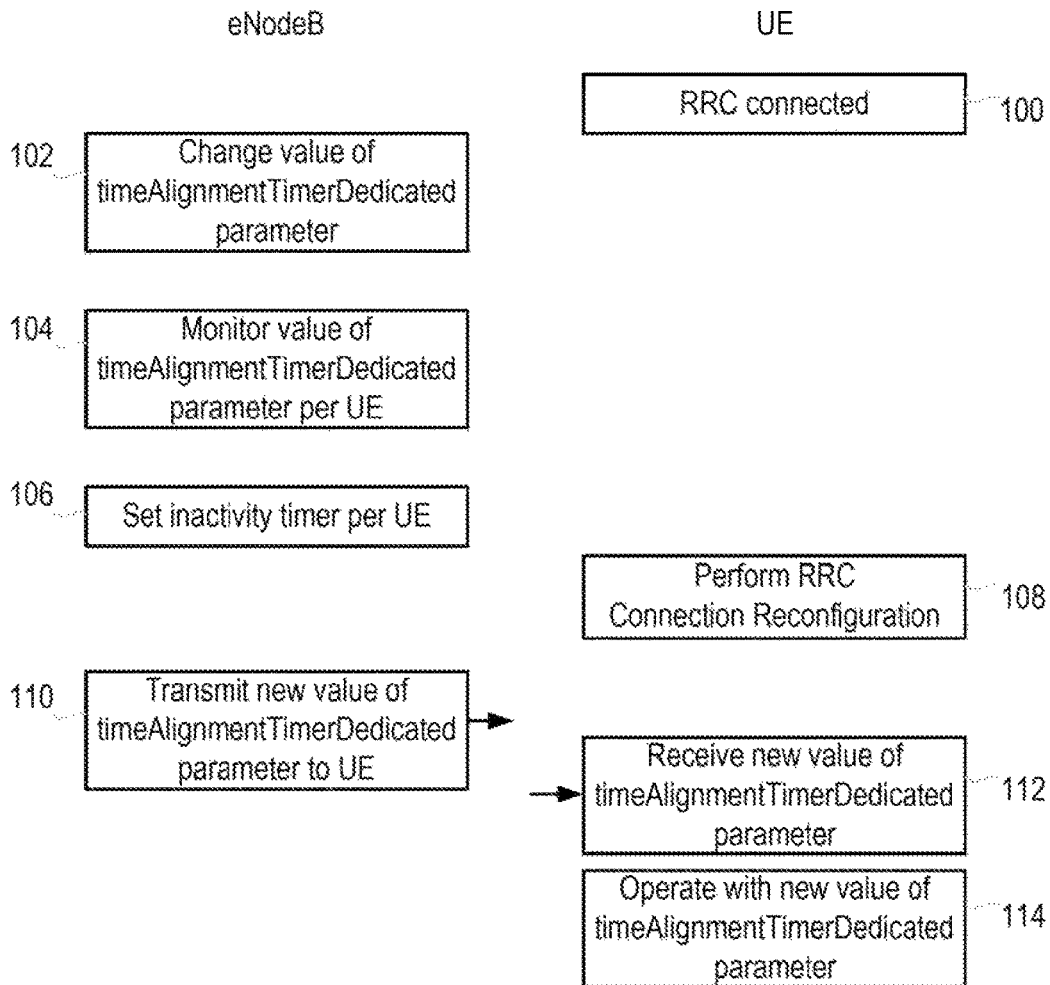 eNodeB
UE
RRC connected
100
102
Change value of
timeAlignmentTimerDedicated
parameter
104
Monitor value of
timeAlignmentTimerDedicated
parameter per UE
106
Set inactivity timer per UE
Perform RRC
Connection Reconfiguration
108
110
Transmit new value of
timeAlignmentTimerDedicated
parameter to UE
Receive new value of
timeAlignmentTimerDedicated
parameter
112
Operate with new value of
timeAlignmentTimerDedicated
parameter
114